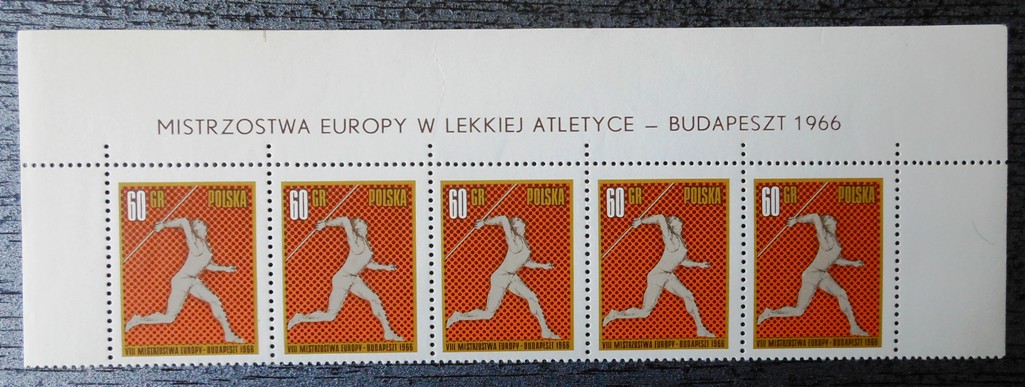 MISTRZOSTWA EUROPY W LEKKIEJ ATLETYCE – BUDAPESZT 1966
60 GR POLSKA
60 GR POLSKA
60 GR POLSKA
60 GR POLSKA
60 GR POLSKA
VIII MISTRZOSTWA EUROPY - BUDAPESZT 1966
VIII MISTRZOSTWA EUROPY - BUDAPESZT 1966
VIII MISTRZOSTWA EUROPY - BUDAPESZT 1966
VIII MISTRZOSTWA EUROPY - BUDAPESZT 1966
VIII MISTRZOSTWA EUROPY - BUDAPESZT 1966